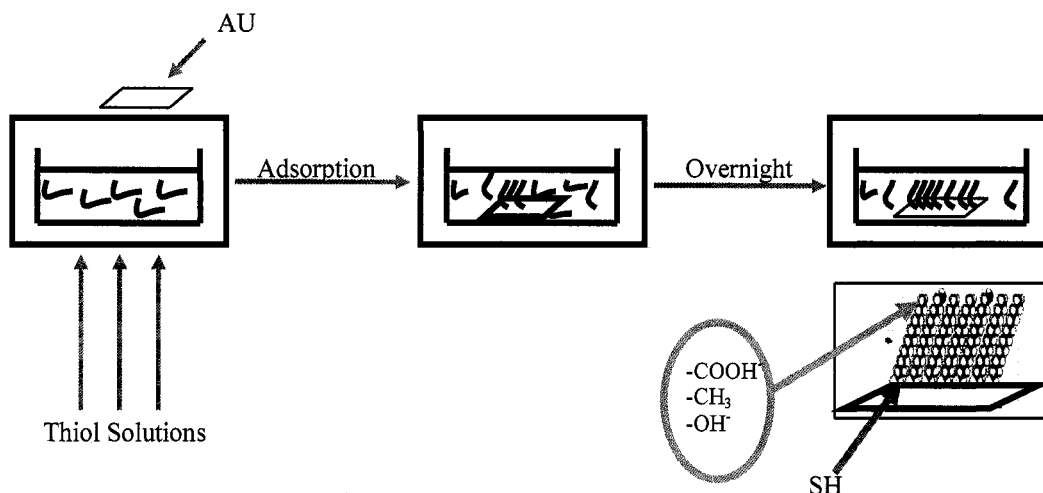 AU
Adsorption
Overnight
Thiol Solutions
-COOH⁻
-CH₃
-OH⁻
SH